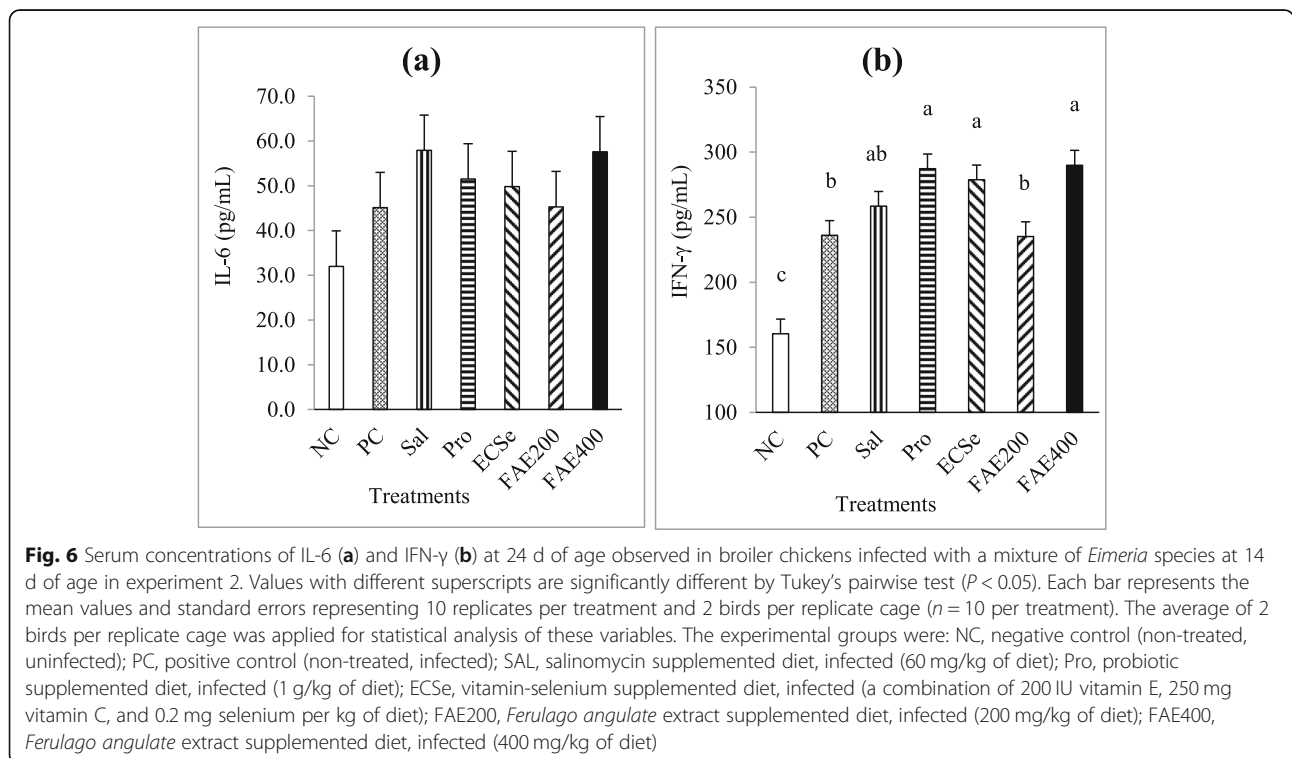 (a)
70.0
60.0
50.0
40.0
30.0
20.0
10.0
0.0
IL-6 (pg/mL)
NC
PC
Sal
Pro
ECSe
FAE200
FAE400
Treatments
(b)
350
300
250
200
150
100
IFN-γ (pg/mL)
c
b
ab
a
a
b
a
NC
PC
Sal
Pro
ECSe
FAE200
FAE400
Treatments
Fig. 6 Serum concentrations of IL-6 (a) and IFN-γ (b) at 24 d of age observed in broiler chickens infected with a mixture of Eimeria species at 14
d of age in experiment 2. Values with different superscripts are significantly different by Tukey's pairwise test (P < 0.05). Each bar represents the
mean values and standard errors representing 10 replicates per treatment and 2 birds per replicate cage (n = 10 per treatment). The average of 2
birds per replicate cage was applied for statistical analysis of these variables. The experimental groups were: NC, negative control (non-treated,
uninfected); PC, positive control (non-treated, infected); SAL, salinomycin supplemented diet, infected (60 mg/kg of diet); Pro, probiotic
supplemented diet, infected (1 g/kg of diet); ECSe, vitamin-selenium supplemented diet, infected (a combination of 200 IU vitamin E, 250 mg
vitamin C, and 0.2 mg selenium per kg of diet); FAE200, Ferulago angulate extract supplemented diet, infected (200 mg/kg of diet); FAE400,
Ferulago angulate extract supplemented diet, infected (400 mg/kg of diet)